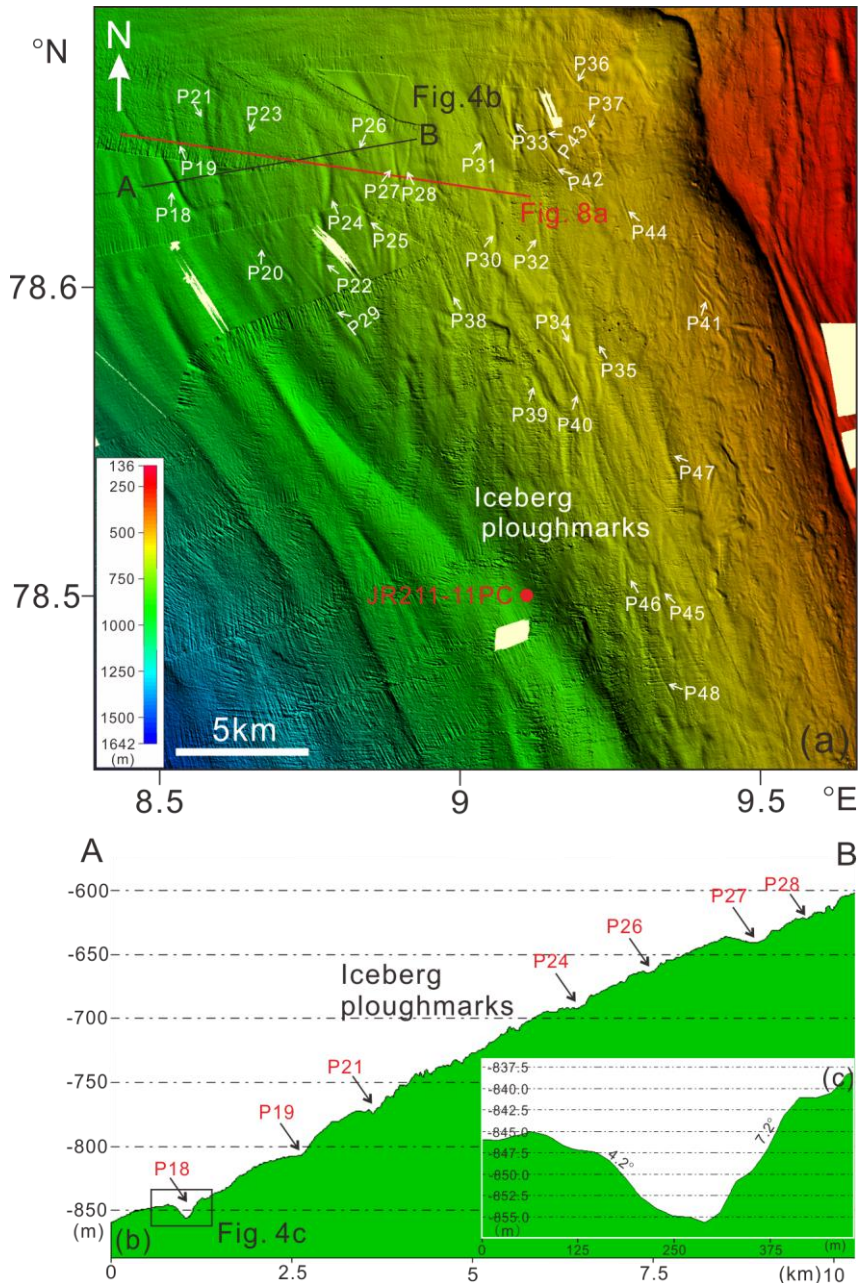 °N
N
P21
P23
P26
Fig.4b
B
P36
P37
P33
P43
P42
P31
P19
A
P18
P27
P28
Fig. 8a
P24
P25
P44
P20
P22
P30
P32
78.6
P29
P38
P34
P41
P35
P39
P40
P47
136
250
500
750
1000
1250
1500
1642
(m)
Iceberg
ploughmarks
78.5
JR211-11PC
P46
P45
P48
5km
(a)
8.5
9
9.5
°E
A
B
-600
P28
P27
-650
P26
P24
Iceberg
ploughmarks
-700
-750
P21
P19
-800
P18
-850
(m)
(b)
Fig. 4c
0
2.5
5
7.5
(km)10
-837.5
(c)
-840.0
-842.5
-845.0
-847.5
4.2°
7.2°
-850.0
-852.5
-855.0
(m)
0
125
250
375
(m)